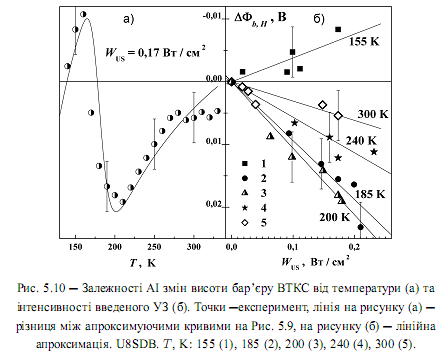 а)
ΔΦb, H, В
б)
-0,01
155 K
WUS = 0,17 Вт / см²
0,00
300 K
240 K
0,01
1
2
3
4
5
185 K
200 K
0,02
150 200 250 300
0,0 0,1 0,2
T, K
WUS, Вт / см²
Рис. 5.10 — Залежності АІ змін висоти бар’єру ВТКС від температури (а) та
інтенсивності введеного УЗ (б). Точки —експеримент, лінія на рисунку (а) —
різниця між апроксимуючими кривими на Рис. 5.9, на рисунку (б) – лінійна
апроксимація. U8SDB. T, K: 155 (1), 185 (2), 200 (3), 240 (4), 300 (5).